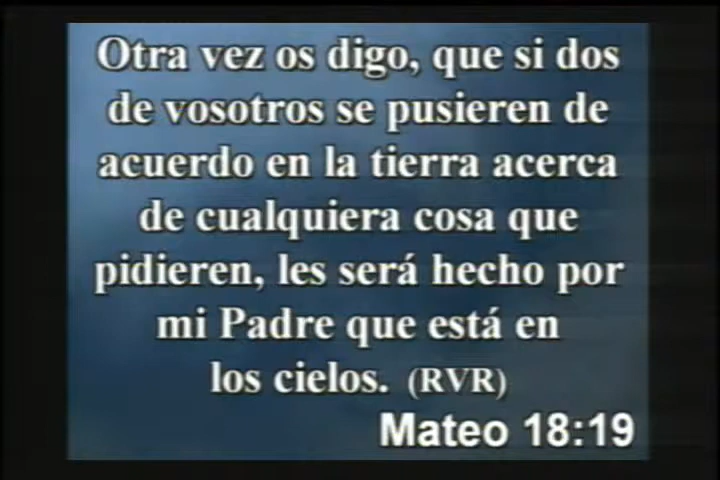 Otra vez os digo, que si dos
de vosotros se pusieren de
acuerdo en la tierra acerca
de cualquiera cosa que
pidieren, les será hecho por
mi Padre que está en
los cielos. (RVR)
Mateo 18:19